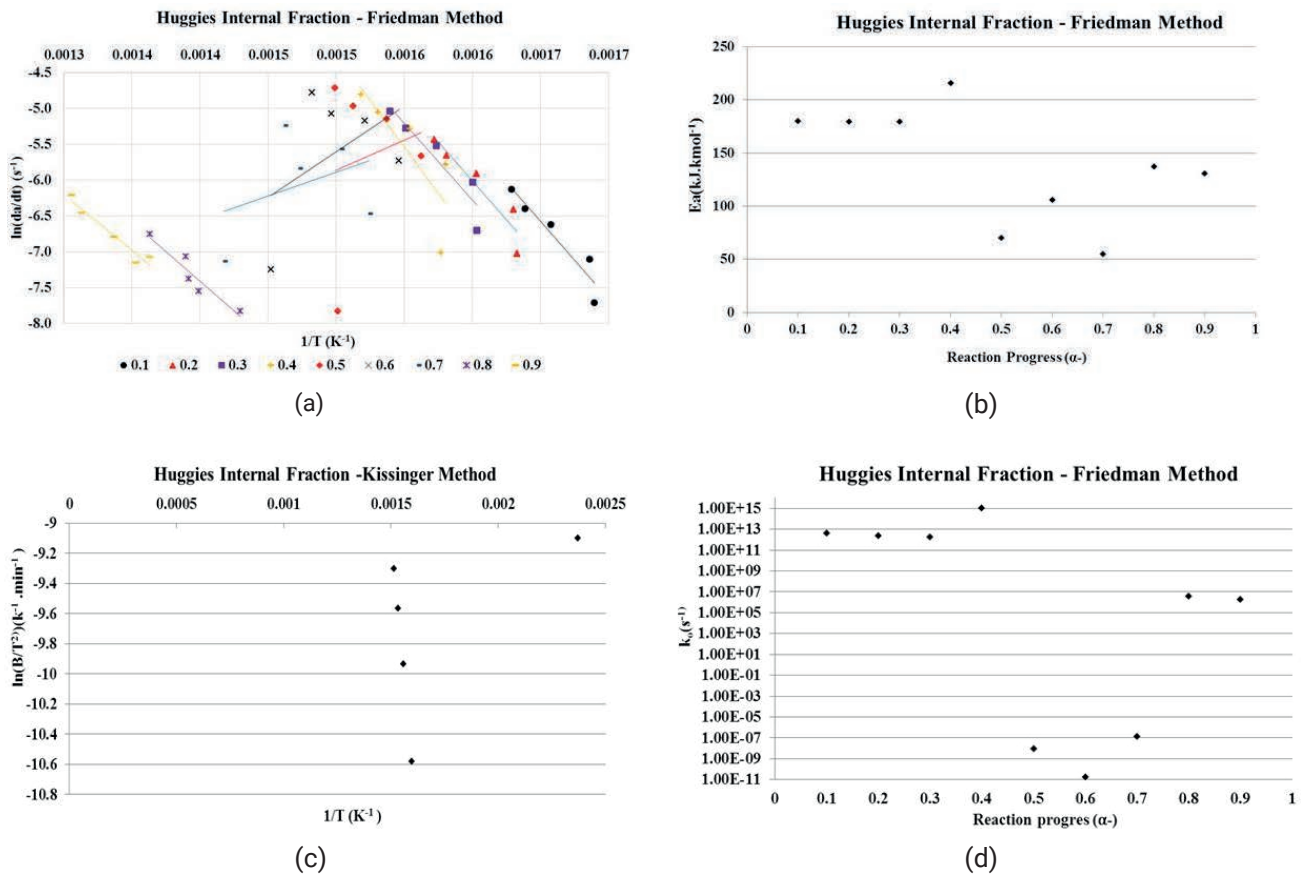 Huggies Internal Fraction - Friedman Method
0.0013 0.0014 0.0014 0.0015 0.0015 0.0016 0.0016 0.0017 0.0017
-4.5
-5.0
-5.5
-6.0
-6.5
-7.0
-7.5
-8.0
ln(da/dt) (s⁻¹)
1/T (K⁻¹)
0.1 0.2 0.3 0.4 0.5 0.6 0.7 0.8 0.9
(a)
Huggies Internal Fraction - Friedman Method
250
200
150
100
50
0
Ea(kJ.kmol⁻¹)
0 0.1 0.2 0.3 0.4 0.5 0.6 0.7 0.8 0.9 1
Reaction Progress (α-)
(b)
Huggies Internal Fraction -Kissinger Method
0 0.0005 0.001 0.0015 0.002 0.0025
-9
-9.2
-9.4
-9.6
-9.8
-10
-10.2
-10.4
-10.6
-10.8
ln(B/T²)(k⁻¹ .min⁻¹ )
1/T (K⁻¹ )
(c)
Huggies Internal Fraction - Friedman Method
1.00E+15
1.00E+13
1.00E+11
1.00E+09
1.00E+07
1.00E+05
1.00E+03
1.00E+01
1.00E-01
1.00E-03
1.00E-05
1.00E-07
1.00E-09
1.00E-11
kₒ(s⁻¹)
0 0.1 0.2 0.3 0.4 0.5 0.6 0.7 0.8 0.9 1
Reaction progres (α-)
(d)